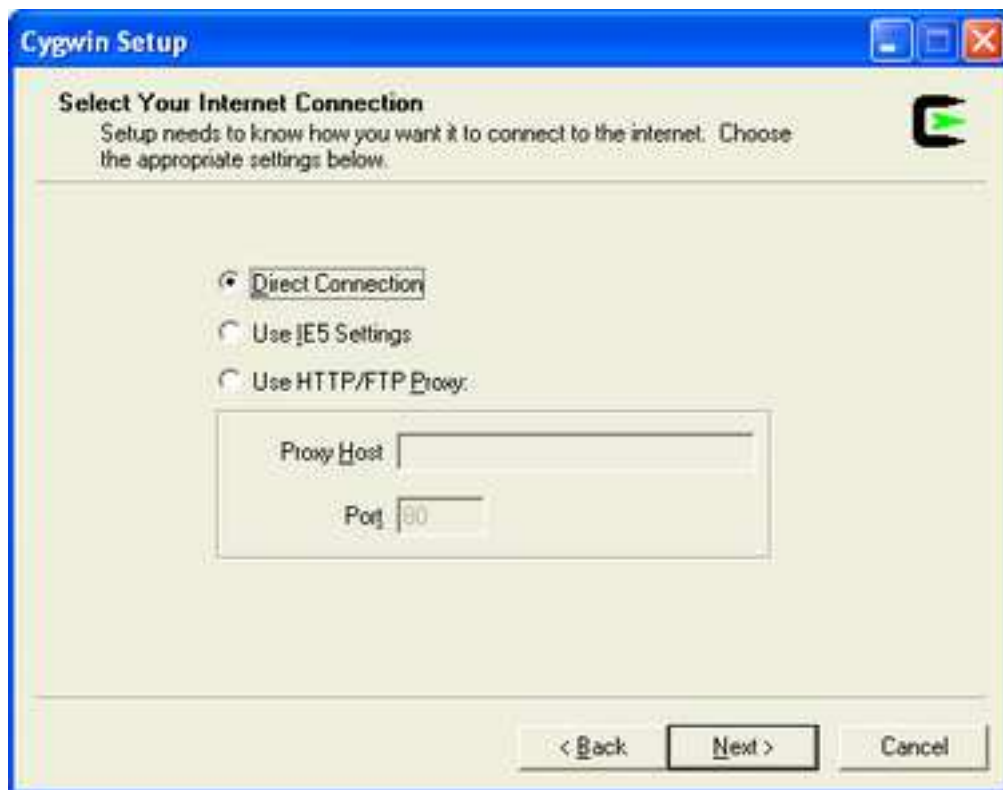 Cygwin Setup
Select Your Internet Connection
Setup needs to know how you want it to connect to the internet. Choose
the appropriate settings below.
Direct Connection
Use IE5 Settings
Use HTTP/FTP Proxy:
Proxy Host
Port 80
< Back Next > Cancel